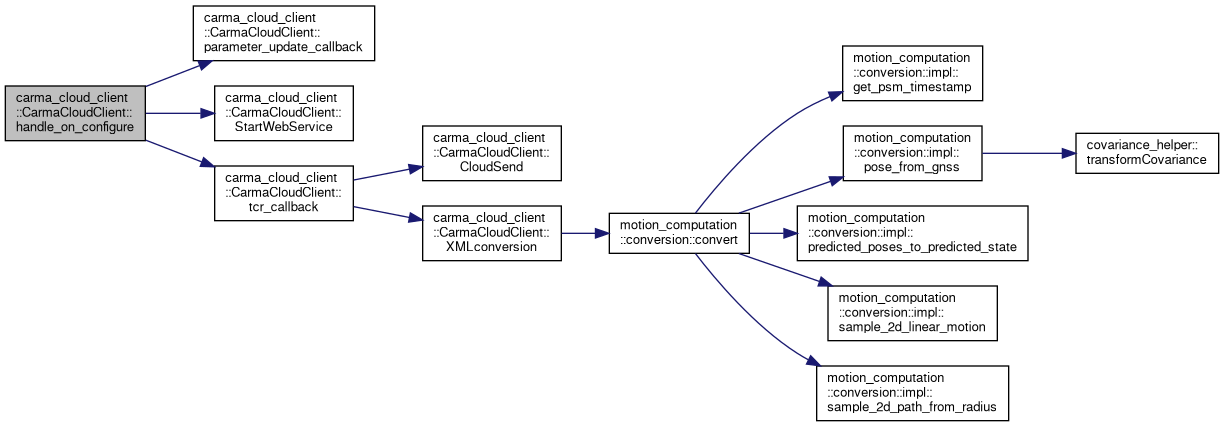 carma_cloud_client
::CarmaCloudClient::
handle_on_configure
carma_cloud_client
::CarmaCloudClient::
parameter_update_callback
carma_cloud_client
::CarmaCloudClient::
StartWebService
carma_cloud_client
::CarmaCloudClient::
tcr_callback
carma_cloud_client
::CarmaCloudClient::
CloudSend
carma_cloud_client
::CarmaCloudClient::
XMLconversion
motion_computation
::conversion::convert
motion_computation
::conversion::impl::
get_psm_timestamp
motion_computation
::conversion::impl::
pose_from_gnss
covariance_helper::
transformCovariance
motion_computation
::conversion::impl::
predicted_poses_to_predicted_state
motion_computation
::conversion::impl::
sample_2d_linear_motion
motion_computation
::conversion::impl::
sample_2d_path_from_radius